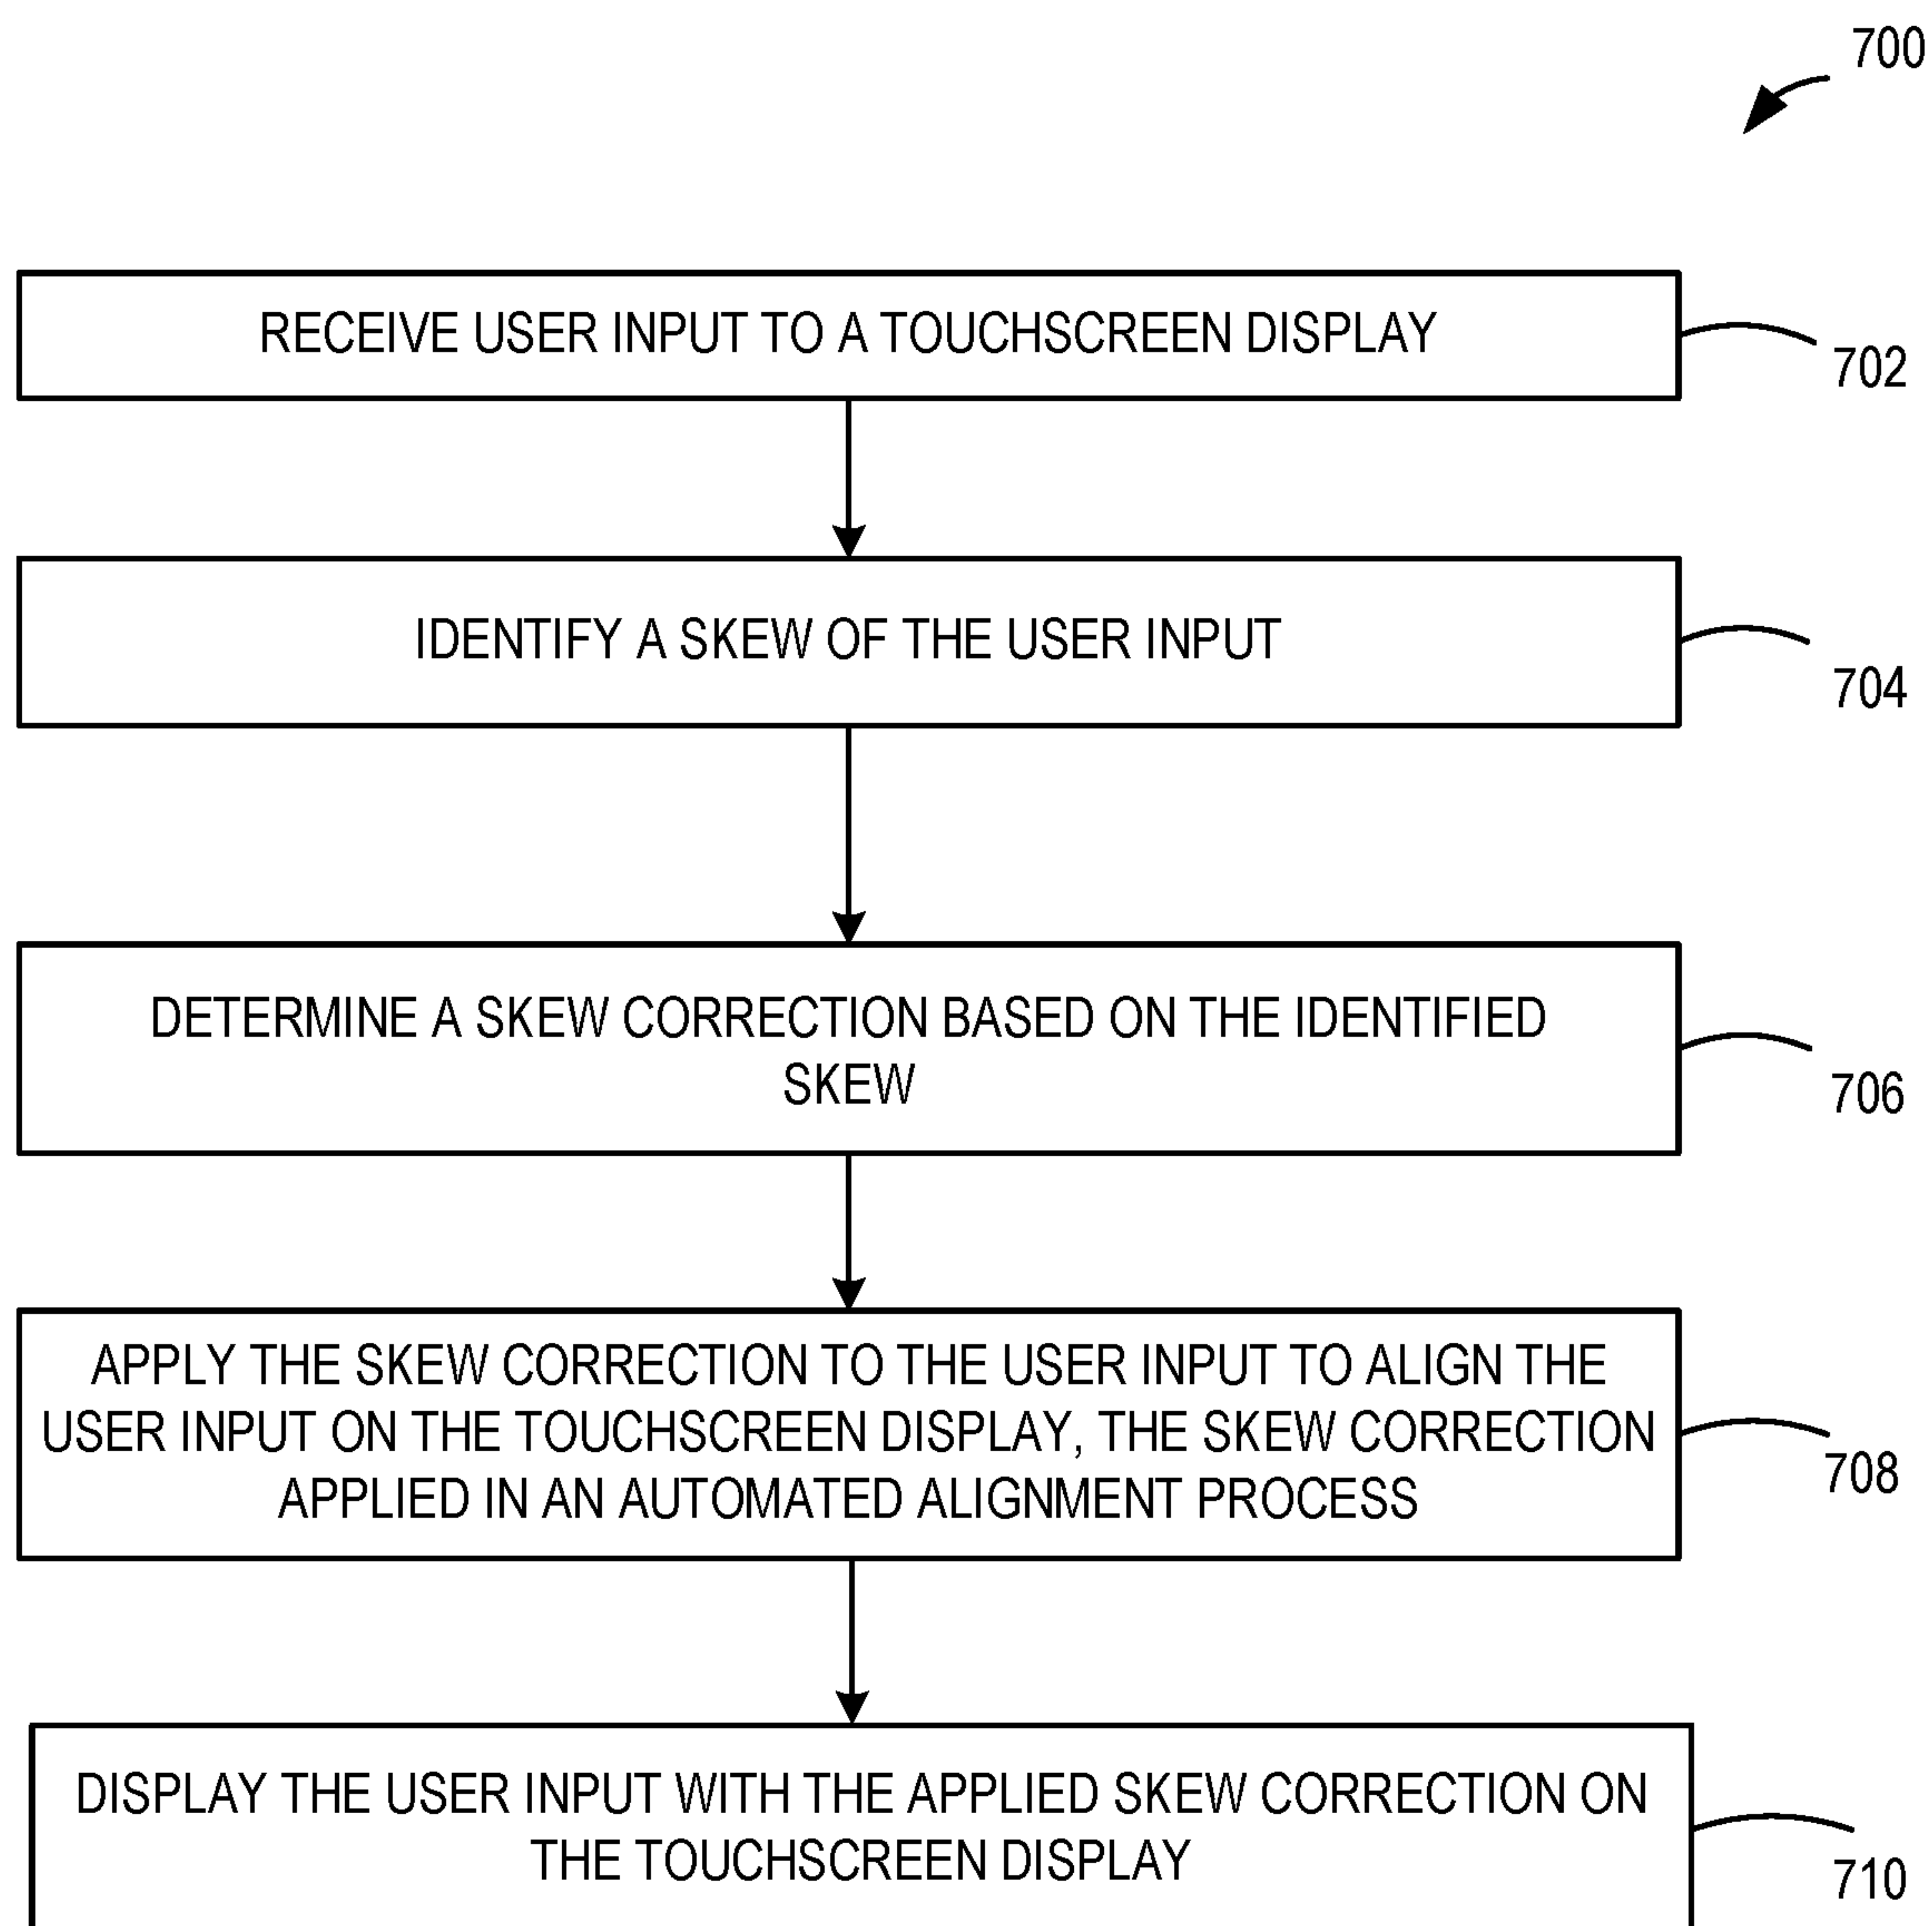 700
RECEIVE USER INPUT TO A TOUCHSCREEN DISPLAY
702
IDENTIFY A SKEW OF THE USER INPUT
704
DETERMINE A SKEW CORRECTION BASED ON THE IDENTIFIED
SKEW
706
APPLY THE SKEW CORRECTION TO THE USER INPUT TO ALIGN THE
USER INPUT ON THE TOUCHSCREEN DISPLAY, THE SKEW CORRECTION
APPLIED IN AN AUTOMATED ALIGNMENT PROCESS
708
DISPLAY THE USER INPUT WITH THE APPLIED SKEW CORRECTION ON
THE TOUCHSCREEN DISPLAY
710